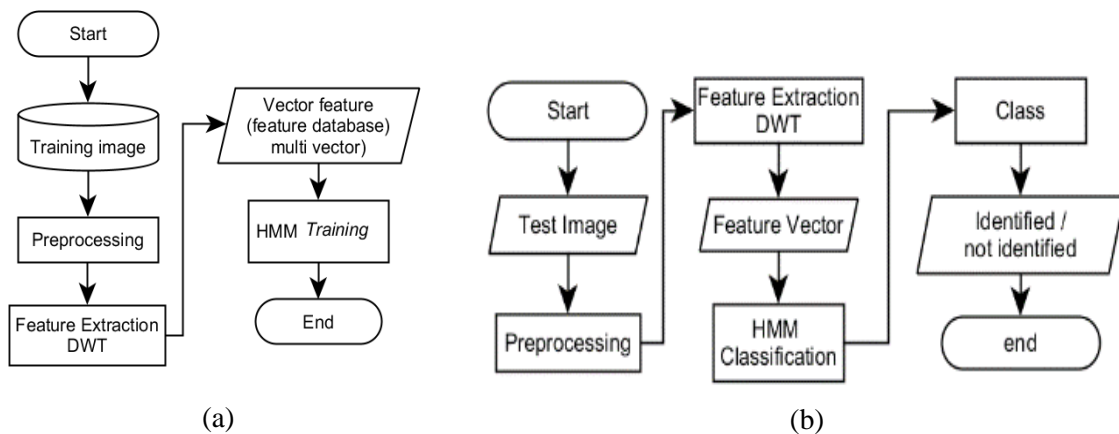 Start
Training image
Preprocessing
Feature Extraction
DWT
Vector feature
(feature database)
multi vector)
HMM Training
End
(a)
Start
Test Image
Preprocessing
Feature Extraction
DWT
Feature Vector
HMM
Classification
Class
Identified /
not identified
end
(b)